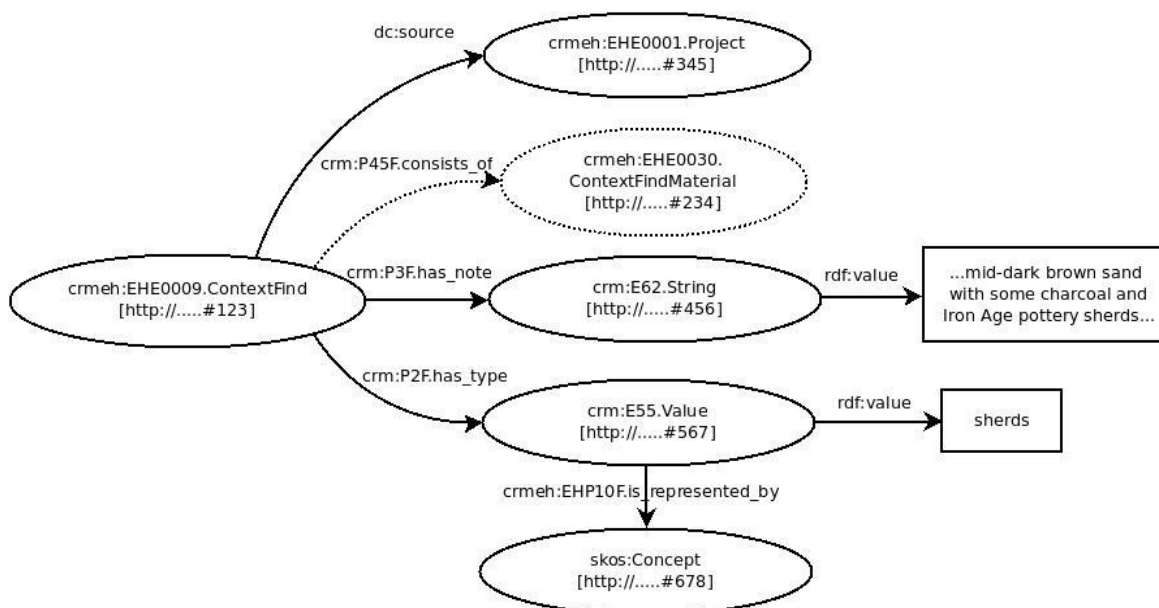 dc:source
crmeh:EHE0001.Project
[http://.....#345]
crm:P45F.consists_of
crmeh:EHE0030.
ContextFindMaterial
[http://.....#234]
crmeh:EHE0009.ContextFind
[http://.....#123]
crm:P3F.has_note
crm:E62.String
[http://.....#456]
rdf:value
...mid-dark brown sand
with some charcoal and
Iron Age pottery sherds...
crm:P2F.has_type
crm:E55.Value
[http://.....#567]
rdf:value
sherds
crmeh:EHP10F.is_represented_by
skos:Concept
[http://.....#678]